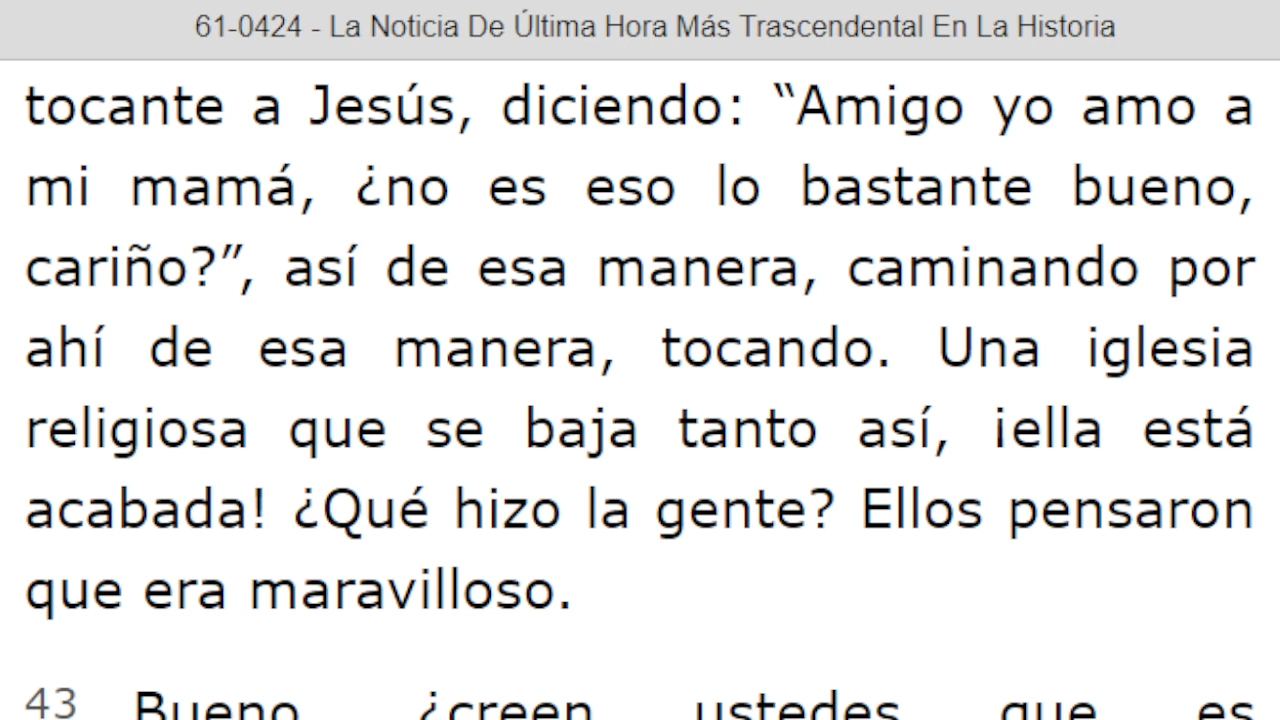 61-0424 - La Noticia De Última Hora Más Trascendental En La Historia
tocante a Jesús, diciendo: “Amigo yo amo a
mi mamá, ¿no es eso lo bastante bueno,
cariño?”, así de esa manera, caminando por
ahí de esa manera, tocando. Una iglesia
religiosa que se baja tanto así, ¡ella está
acabada! ¿Qué hizo la gente? Ellos pensaron
que era maravilloso.
43 Bueno, ¿creen ustedes que es